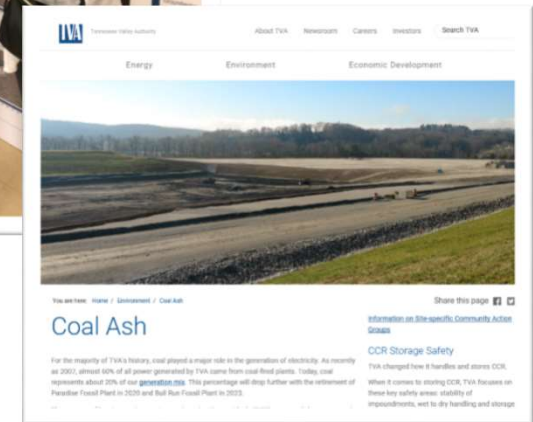 TVA
Tennessee Valley Authority
About TVA Newsroom Careers Investors Search TVA
Energy Environment Economic Development
You are here: Home / Environment / Coal Ash
Share this page
Coal Ash
For the majority of TVA's history, coal played a major role in the generation of electricity. As recently
as 2007, almost 60% of all power generated by TVA came from coal-fired plants. Today, coal
represents about 20% of our generation mix. This percentage will drop further with the retirement of
Paradise Fossil Plant in 2020 and Bull Run Fossil Plant in 2023.
Information on Site-specific Community Action
Groups
CCR Storage Safety
TVA changed how it handles and stores CCR.
When it comes to storing CCR, TVA focuses on
these key safety areas: stability of
impoundments, wet to dry handling and storage